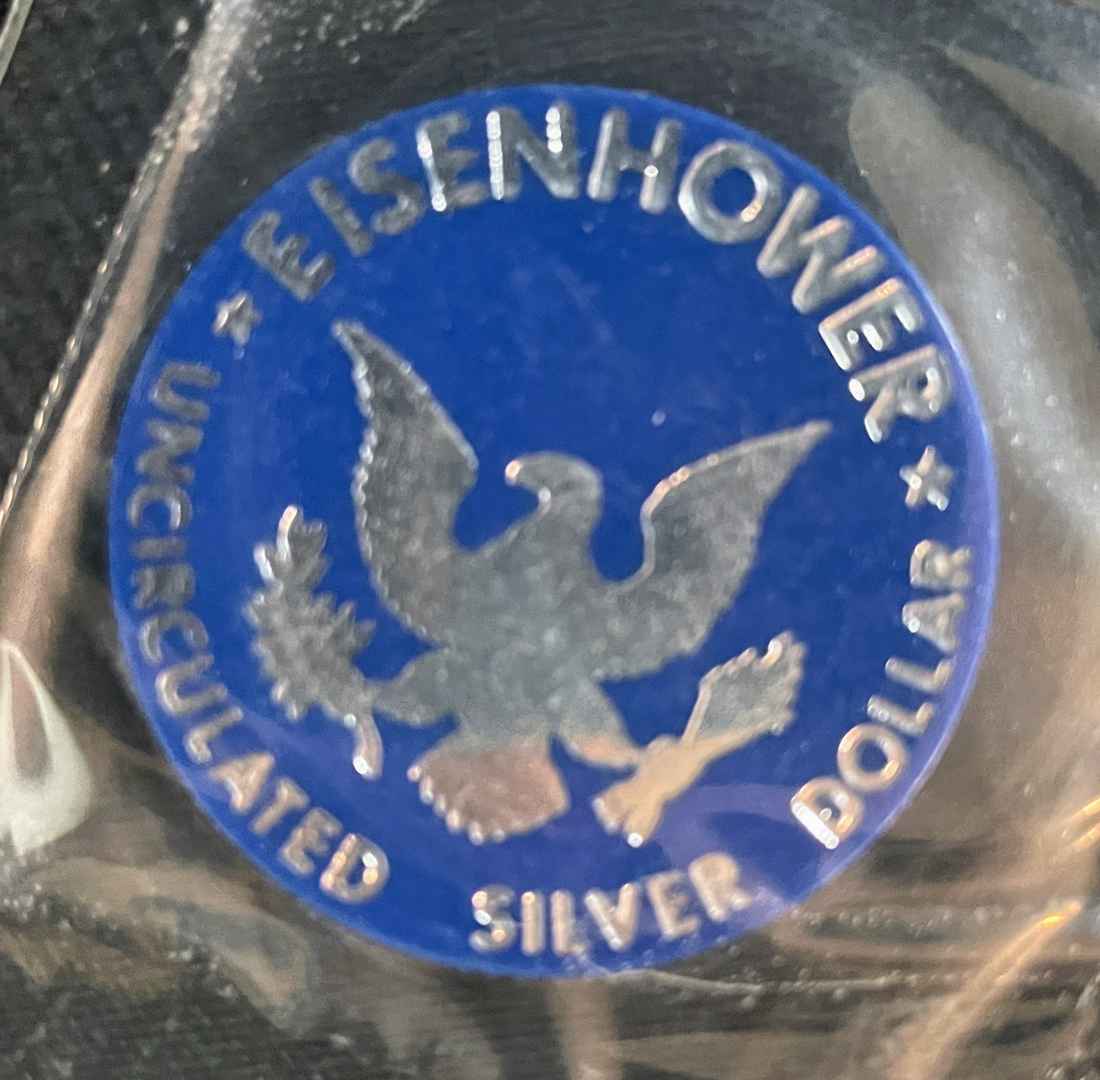 ★ EISENHOWER ★
UNCIRCULATED SILVER DOLLAR